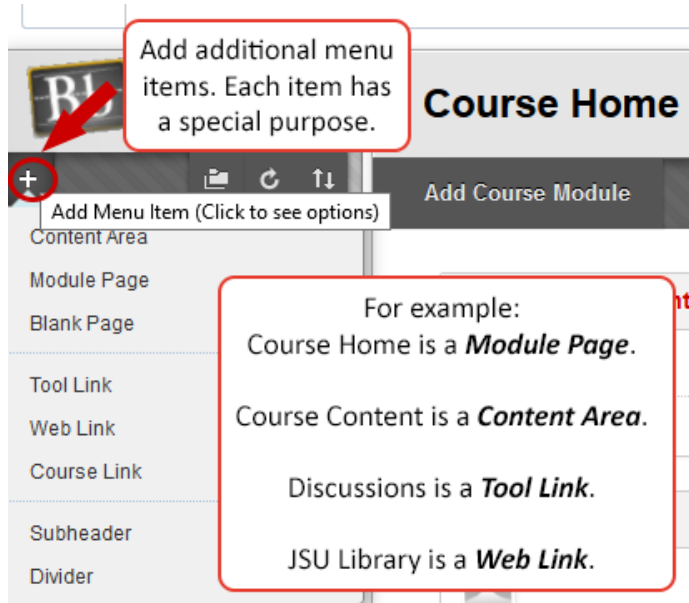 Add additional menu
items. Each item has
a special purpose.
Bb
Course Home
+
Add Course Module
Add Menu Item (Click to see options)
Content Area
Module Page
Blank Page
Tool Link
Web Link
Course Link
Subheader
Divider
For example:
Course Home is a Module Page.
Course Content is a Content Area.
Discussions is a Tool Link.
JSU Library is a Web Link.